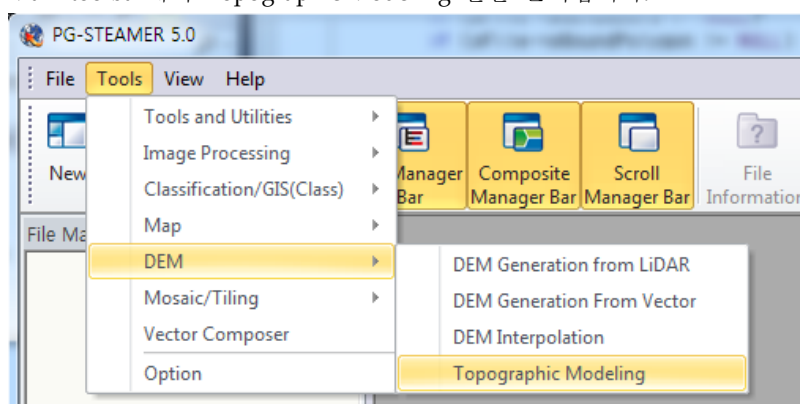 PG-STEAMER 5.0
File Tools View Help
New
Manager Bar
Composite Manager Bar
Scroll Manager Bar
File Information
File Ma
Tools and Utilities
Image Processing
Classification/GIS(Class)
Map
DEM
Mosaic/Tiling
Vector Composer
Option
DEM Generation from LiDAR
DEM Generation From Vector
DEM Interpolation
Topographic Modeling